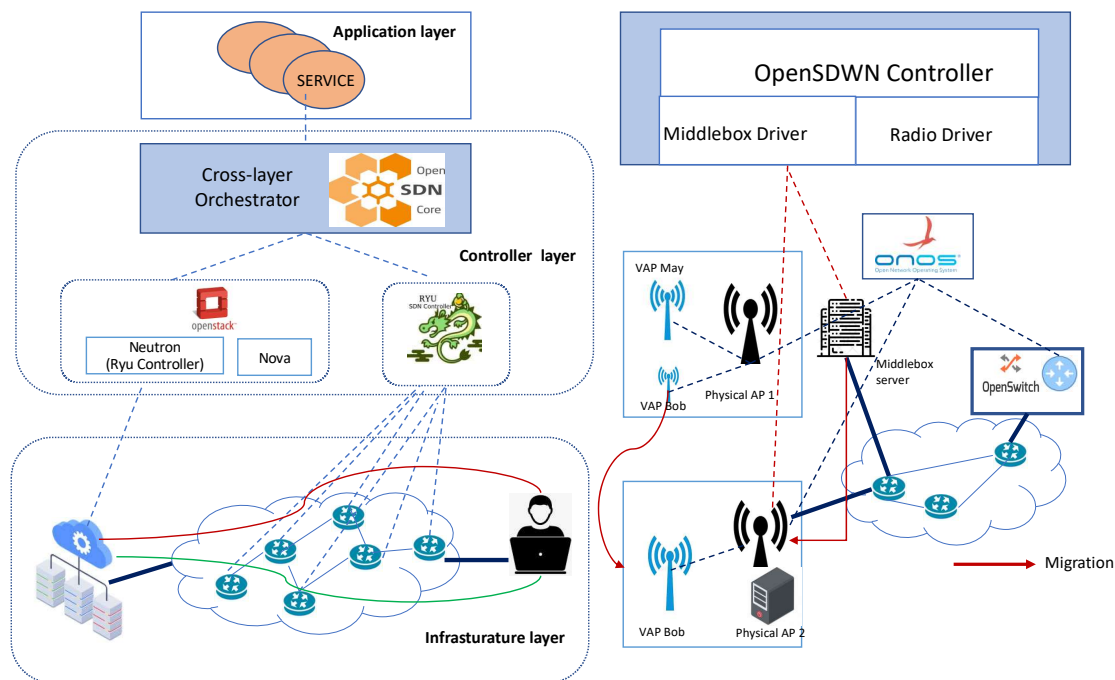 Application layer
SERVICE
Cross-layer
Orchestrator
Open
SDN
Core
Controller layer
openstack
Neutron
(Ryu Controller)
Nova
RYU
SDN Controller
Infrasturature layer
OpenSDWN Controller
Middlebox Driver
Radio Driver
onos
Open Network Operating System
VAP May
VAP Bob
Physical AP 1
Middlebox
server
OpenSwitch
VAP Bob
Physical AP 2
Migration